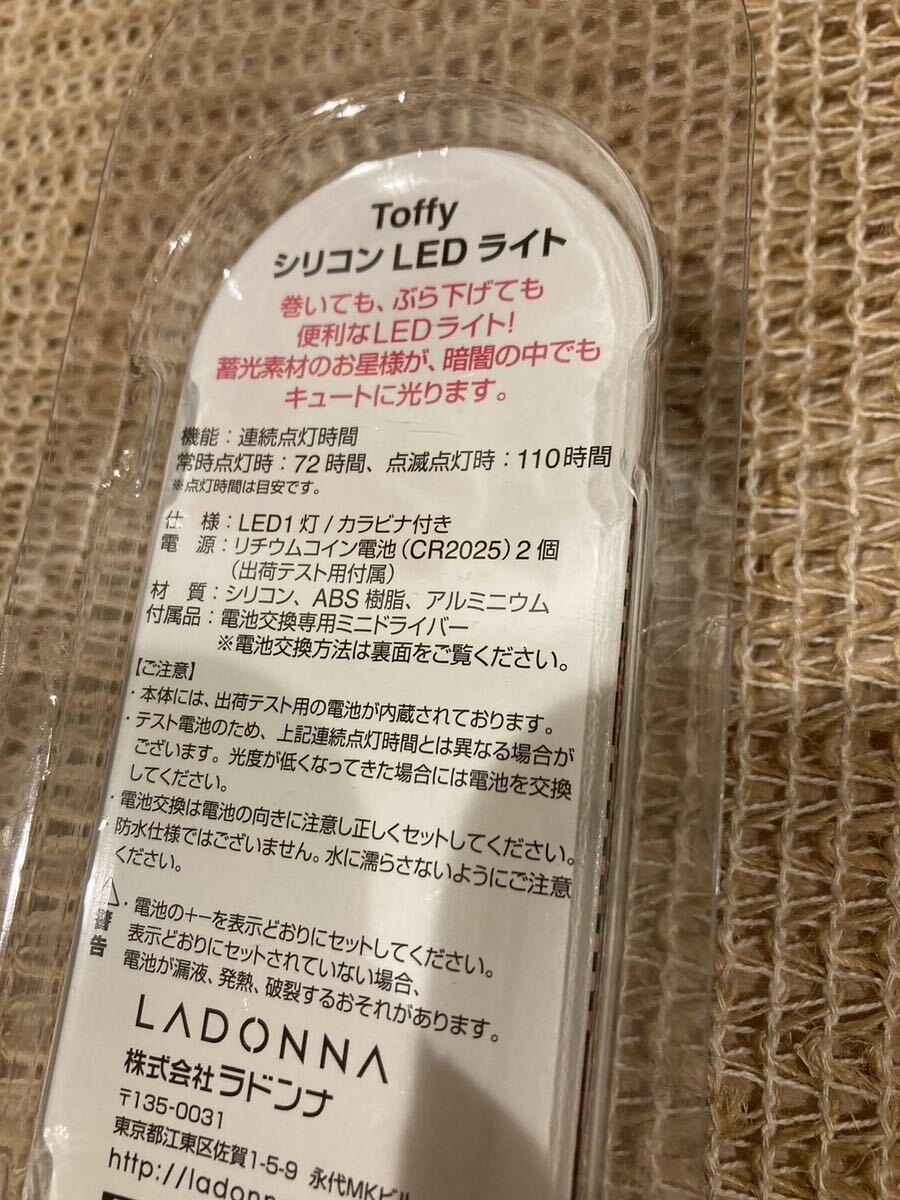 Toffy
シリコン LED ライト
巻いても、ぶら下げても
便利なLEDライト!
蓄光素材のお星様が、暗闇の中でも
キュートに光ります。
機能：連続点灯時間
常時点灯時：72時間、点滅点灯時：110時間
※点灯時間は目安です。
仕　様：LED1灯/カラビナ付き
電　源：リチウムコイン電池(CR2025)2個
(出荷テスト用付属)
材　質：シリコン、ABS樹脂、アルミニウム
付属品：電池交換専用ミニドライバー
※電池交換方法は裏面をご覧ください。
【ご注意】
・本体には、出荷テスト用の電池が内蔵されております。
・テスト電池のため、上記連続点灯時間とは異なる場合が
ございます。光度が低くなってきた場合には電池を交換
してください。
・電池交換は電池の向きに注意し正しくセットしてください。
防水仕様ではございません。水に濡らさないようにご注意
ください。
警告
・電池の+−を表示どおりにセットしてください。
表示どおりにセットされていない場合、
電池が漏液、発熱、破裂するおそれがあります。
LADONNA
株式会社ラドンナ
〒135-0031
東京都江東区佐賀1-5-9 永代MKビル
http://ladonn